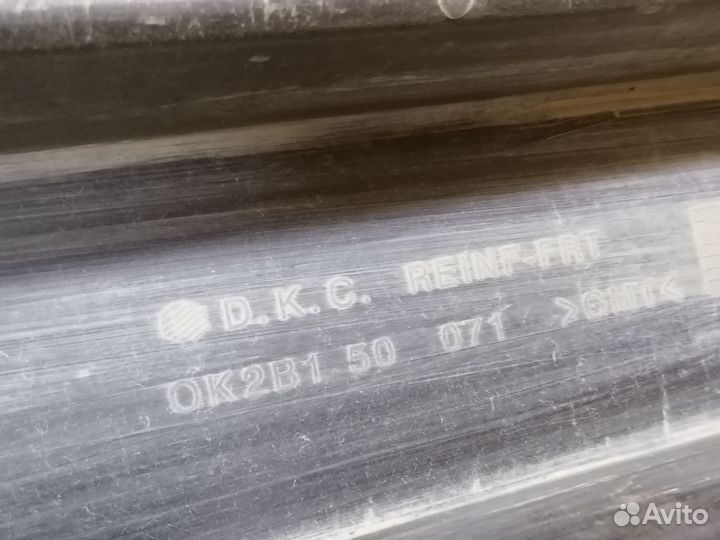 D.K.C. REINF-FRT
OK2B1 50 071 >GMT<
Avito